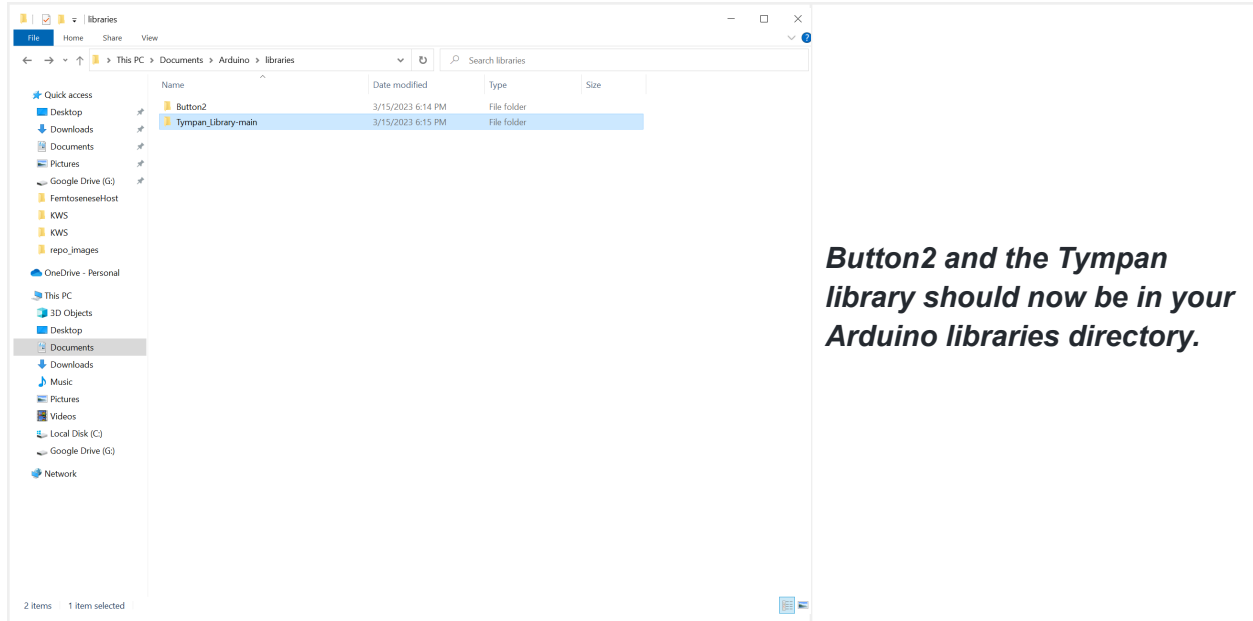 libraries
File Home Share View
This PC > Documents > Arduino > libraries
Search libraries
Name Date modified Type Size
Button2 3/15/2023 6:14 PM File folder
Tympan_Library-main 3/15/2023 6:15 PM File folder
Quick access
Desktop
Downloads
Documents
Pictures
Google Drive (G:)
FemtoseneseHost
KWS
KWS
repo_images
OneDrive - Personal
This PC
3D Objects
Desktop
Documents
Downloads
Music
Pictures
Videos
Local Disk (C:)
Google Drive (G:)
Network
2 items 1 item selected
Button2 and the Tympan
library should now be in your
Arduino libraries directory.